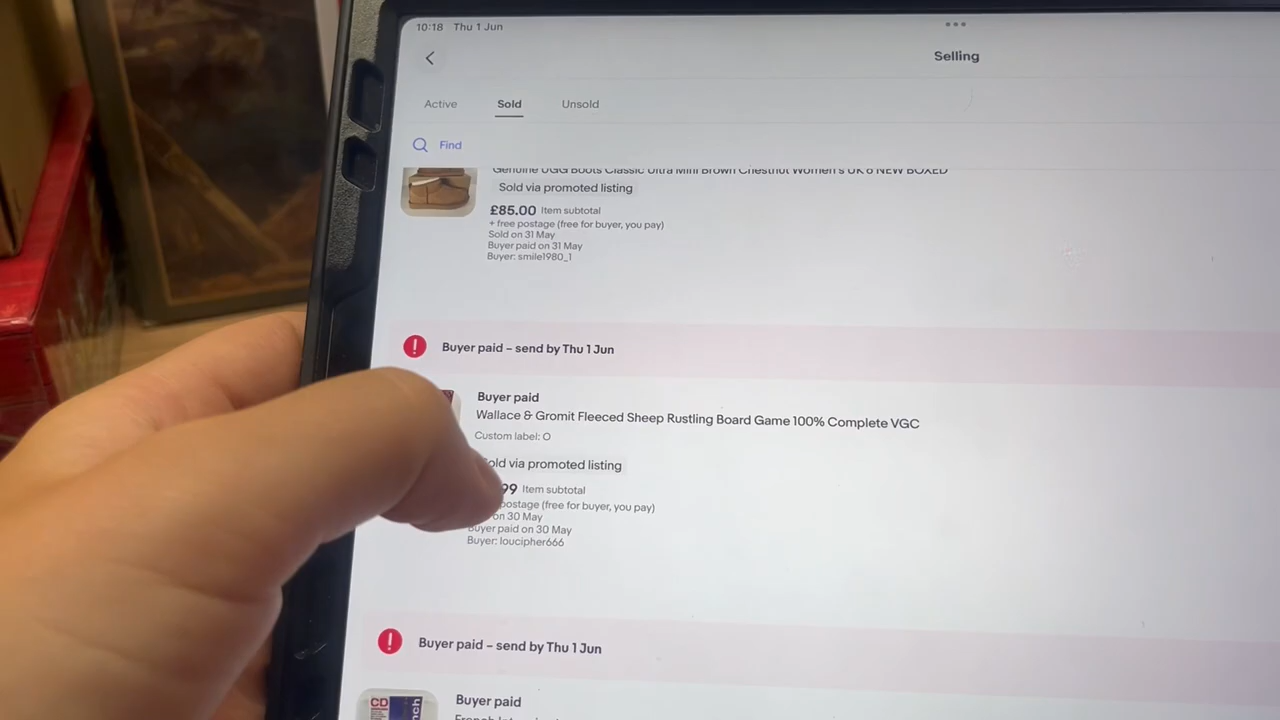 10:18 Thu 1 Jun
Selling
Active Sold Unsold
Find
Genuine UGG Boots Classic Ultra Mini Brown Chestnut Women's UK 6 NEW BOXED
Sold via promoted listing
£85.00 Item subtotal
+ free postage (free for buyer, you pay)
Sold on 31 May
Buyer paid on 31 May
Buyer: smile1980_1
Buyer paid – send by Thu 1 Jun
Buyer paid
Wallace & Gromit Fleeced Sheep Rustling Board Game 100% Complete VGC
Custom label: O
old via promoted listing
99 Item subtotal
postage (free for buyer, you pay)
on 30 May
Buyer paid on 30 May
Buyer: loucipher666
Buyer paid – send by Thu 1 Jun
Buyer paid
CD
French